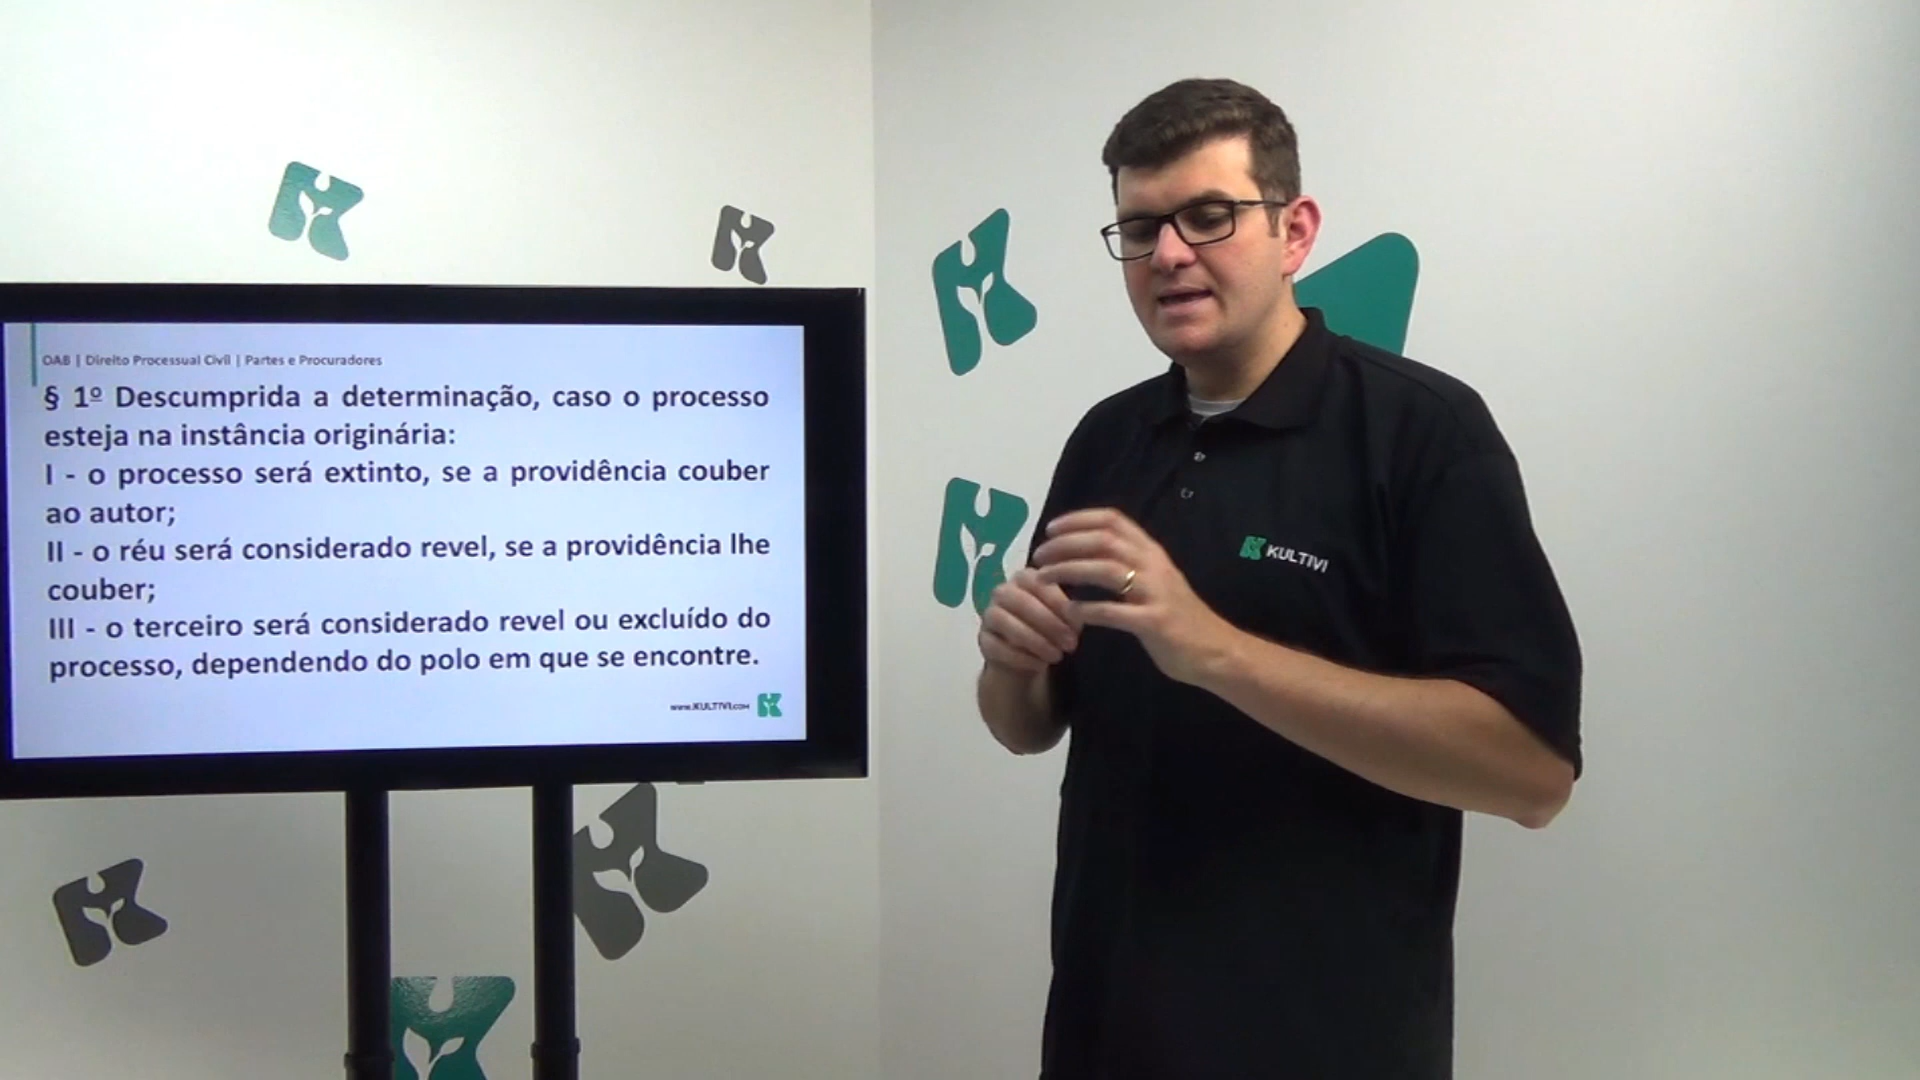 OAB | Direito Processual Civil | Partes e Procuradores
§ 1º Descumprida a determinação, caso o processo
esteja na instância originária:
I - o processo será extinto, se a providência couber
ao autor;
II - o réu será considerado revel, se a providência lhe
couber;
III - o terceiro será considerado revel ou excluído do
processo, dependendo do polo em que se encontre.
www.KULTIVI.com
KULTIVI